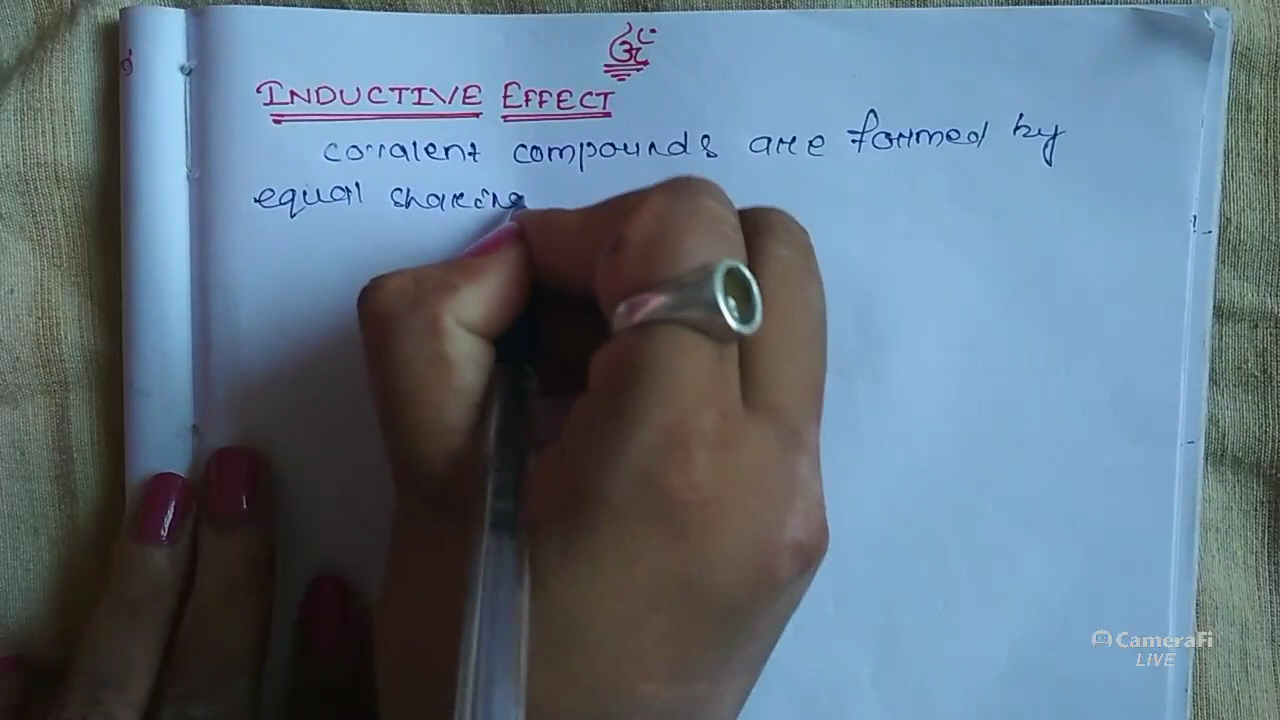 INDUCTIVE EFFECT
covalent compounds are formed by
equal sharing
CameraFi
LIVE